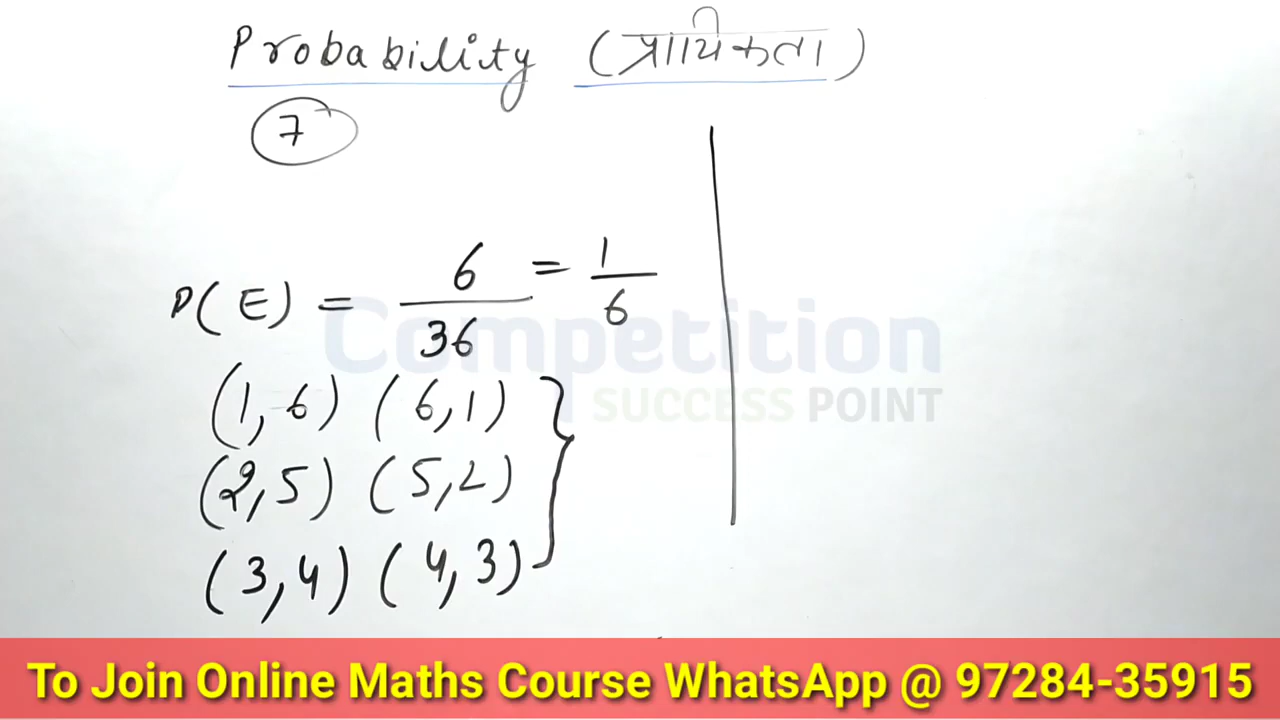 Probability (प्रायिकता)
7
P(E) = 6/36 = 1/6
(1,6) (6,1)
(2,5) (5,2)
(3,4) (4,3)
Competition
SUCCESS POINT
To Join Online Maths Course WhatsApp @ 97284-35915